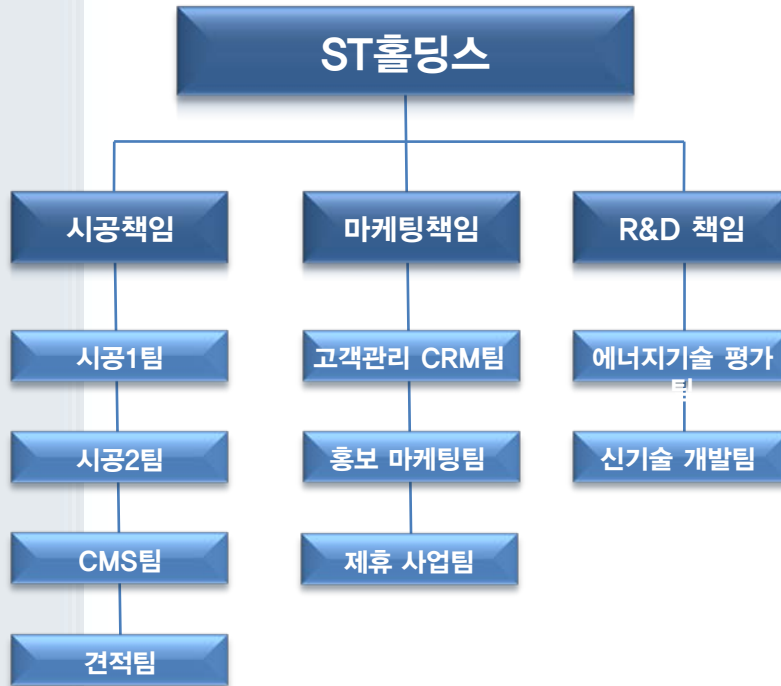 ST홀딩스
시공책임
마케팅책임
R&D 책임
시공1팀
고객관리 CRM팀
에너지기술 평가
팀
시공2팀
홍보 마케팅팀
신기술 개발팀
CMS팀
제휴 사업팀
견적팀